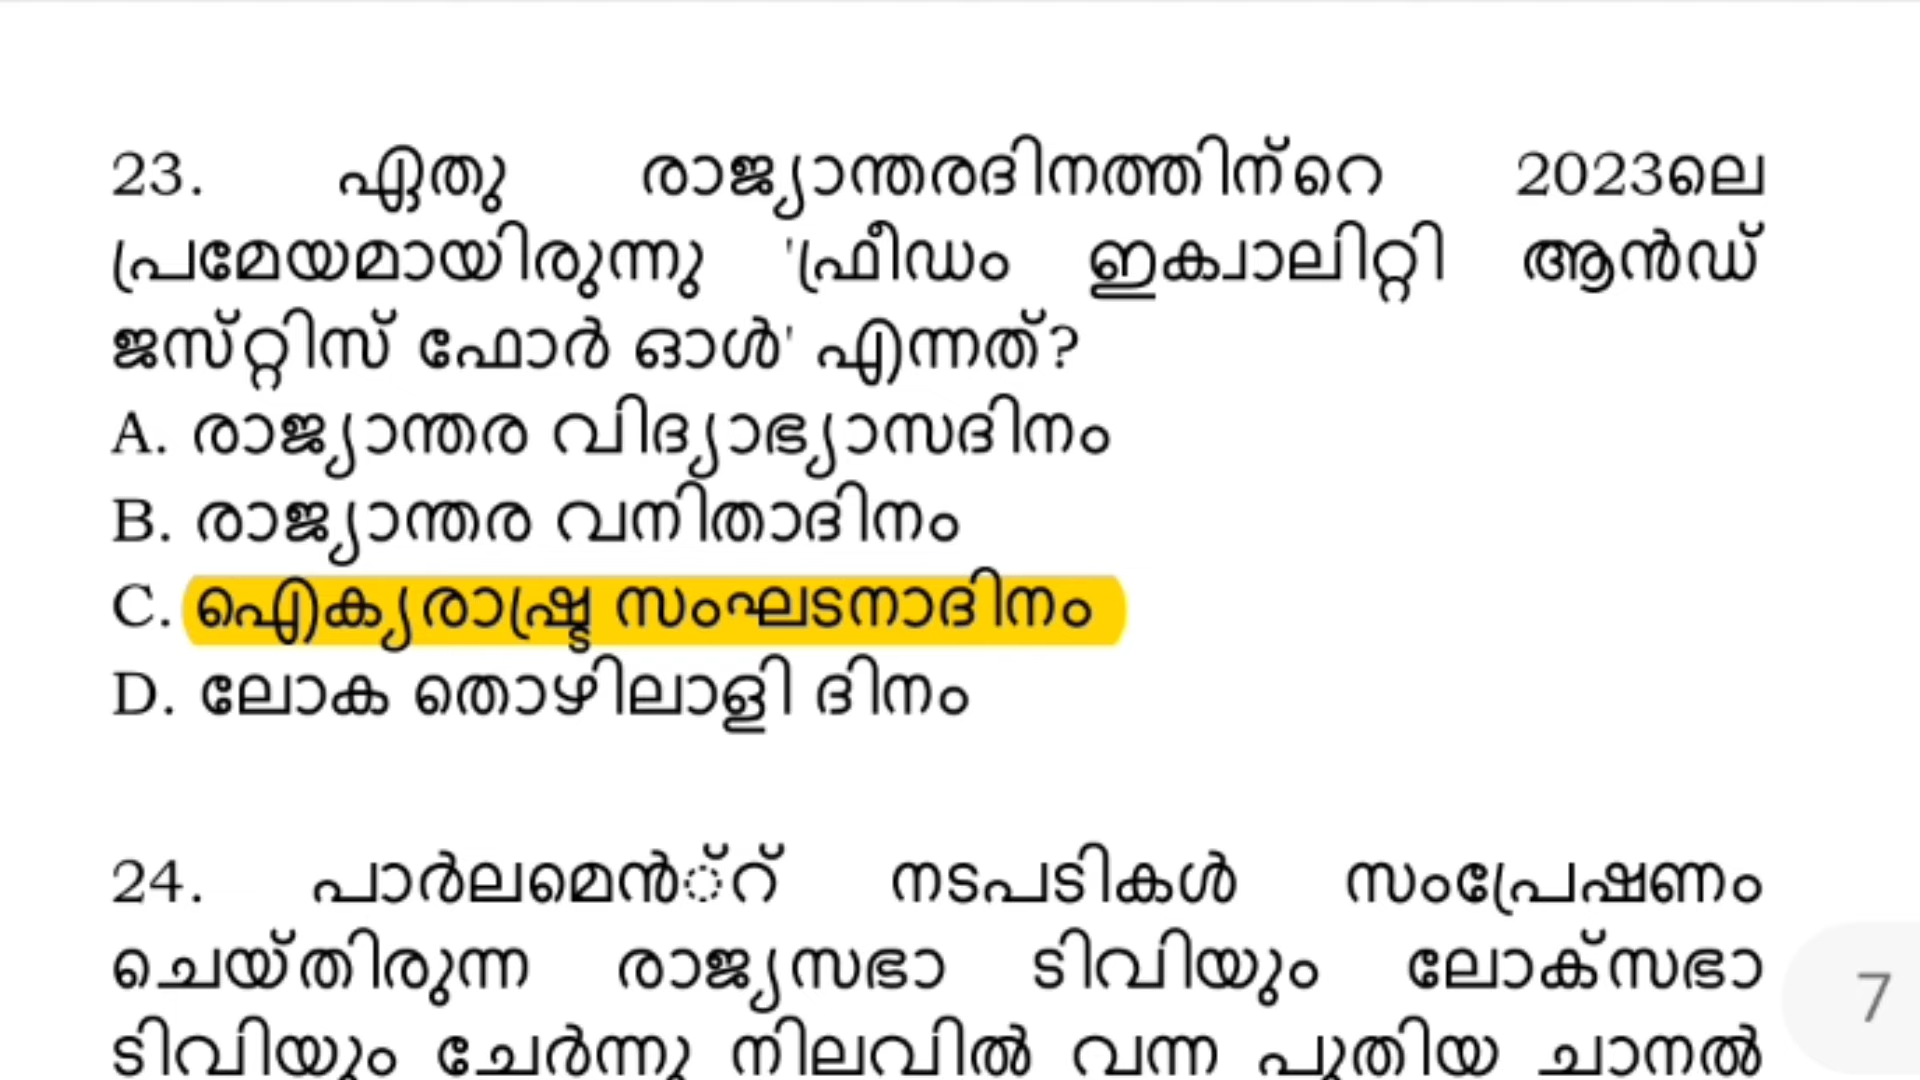 23. ഏതു രാജ്യാന്തരദിനത്തിന്റെ 2023ലെ
പ്രമേയമായിരുന്നു 'ഫ്രീഡം ഇക്വാലിറ്റി ആൻഡ്
ജസ്റ്റിസ് ഫോർ ഓൾ' എന്നത്?
A. രാജ്യാന്തര വിദ്യാഭ്യാസദിനം
B. രാജ്യാന്തര വനിതാദിനം
C. ഐക്യരാഷ്ട്ര സംഘടനാദിനം
D. ലോക തൊഴിലാളി ദിനം
24. പാർലമെൻ്റ് നടപടികൾ സംപ്രേഷണം
ചെയ്തിരുന്ന രാജ്യസഭാ ടിവിയും ലോക്സഭാ
7
ടിവിയും ചേർന്നു നിലവിൽ വന്ന പുതിയ ചാനൽ